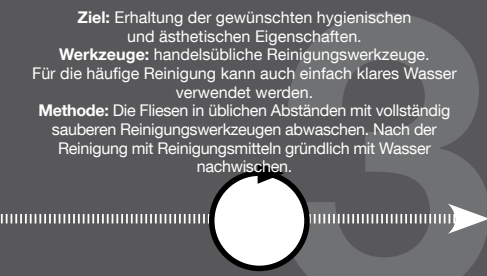 Ziel: Erhaltung der gewünschten hygienischen
und ästhetischen Eigenschaften.
Werkzeuge: handelsübliche Reinigungswerkzeuge.
Für die häufige Reinigung kann auch einfach klares Wasser
verwendet werden.
Methode: Die Fliesen in üblichen Abständen mit vollständig
sauberen Reinigungswerkzeugen abwaschen. Nach der
Reinigung mit Reinigungsmitteln gründlich mit Wasser
nachwischen.
3